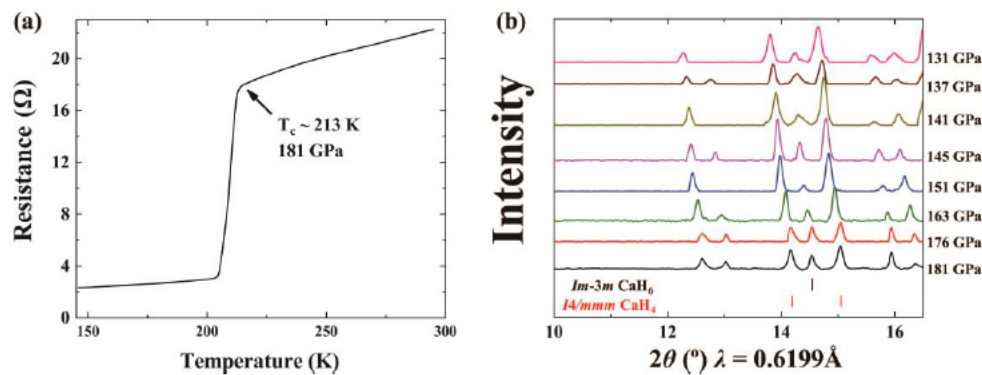 (a)
Resistance (Ω)
20
16
12
8
4
0
T_c ~ 213 K
181 GPa
150
200
250
300
Temperature (K)
(b)
Intensity
131 GPa
137 GPa
141 GPa
145 GPa
151 GPa
163 GPa
176 GPa
181 GPa
Im-3m CaH₆
I4/mmm CaH₄
10
12
14
16
2θ (º) λ = 0.6199Å